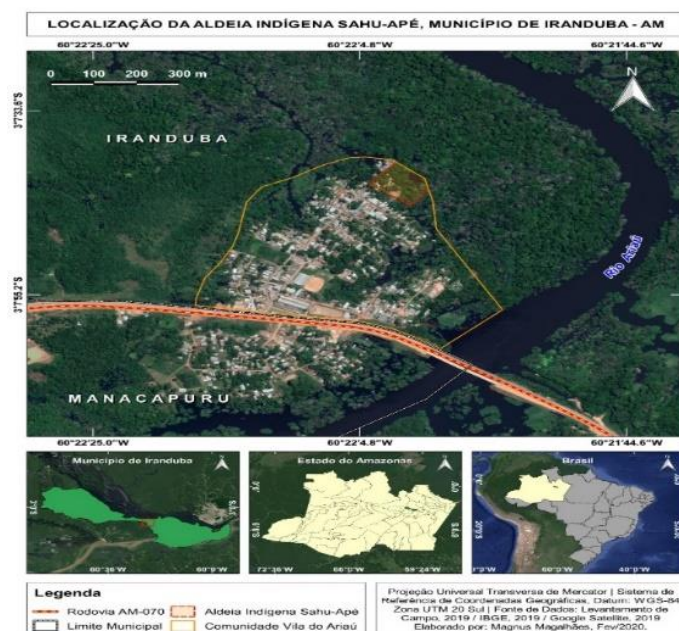 LOCALIZAÇÃO DA ALDEIA INDÍGENA SAHU-APÉ, MUNICÍPIO DE IRANDUBA - AM
60°22'25.0"W 60°22'4.8"W 60°21'44.6"W
0 100 200 300 m
N
3°7'33.6"S
IRANDUBA
Rio Ariaú
MANACAPURU
60°22'25.0"W 60°22'4.8"W 60°21'44.6"W
Município de Iranduba
Estado do Amazonas
Brasil
Legenda
Rodovia AM-070
Aldeia Indígena Sahu-Apé
Limite Municipal
Comunidade Vila do Ariaú
Projeção Universal Transversa de Mercator | Sistema de
Referência de Coordenadas Geográficas, Datum: WGS-84,
Zona UTM 20 Sul | Fonte de Dados: Levantamento de
Campo, 2019 / IBGE, 2019 / Google Satellite, 2019
Elaborado por: Magnus Magalhães, Fev/2020.